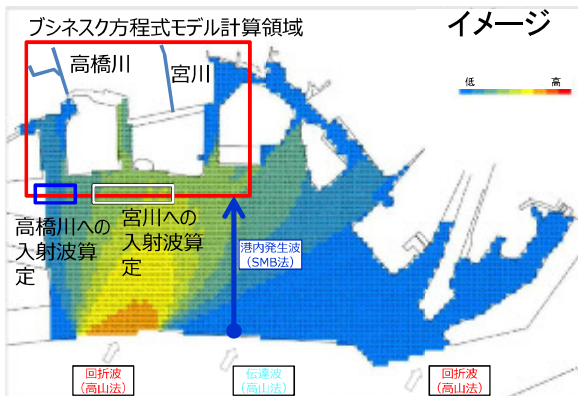 ブシネスク方程式モデル計算領域
イメージ
高橋川
宮川
低
高
高橋川への
入射波算
定
宮川への
入射波算
定
港内発生波
(SMB法)
回折波
(高山法)
伝達波
(高山法)
回折波
(高山法)